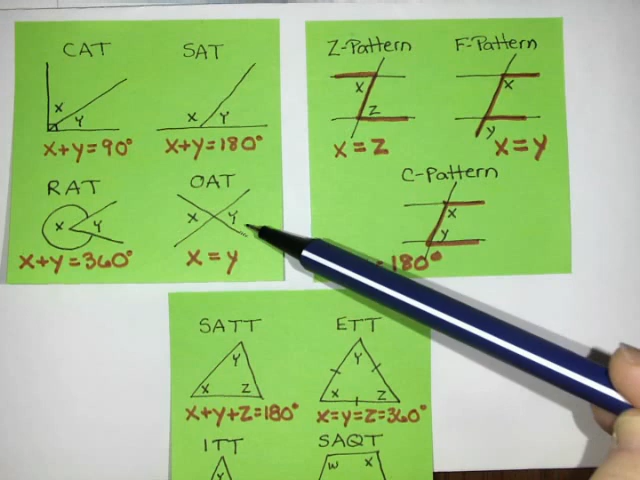 CAT
SAT
x
y
x
y
x+y=90°
x+y=180°
RAT
OAT
x
y
x
y
x+y=360°
x=y
Z-Pattern
F-Pattern
x
z
x
y
x=z
x=y
C-Pattern
x
y
=180°
SATT
ETT
y
x
z
y
x
z
x+y+z=180°
x=y=z=360°
ITT
SAQT
y
w
x